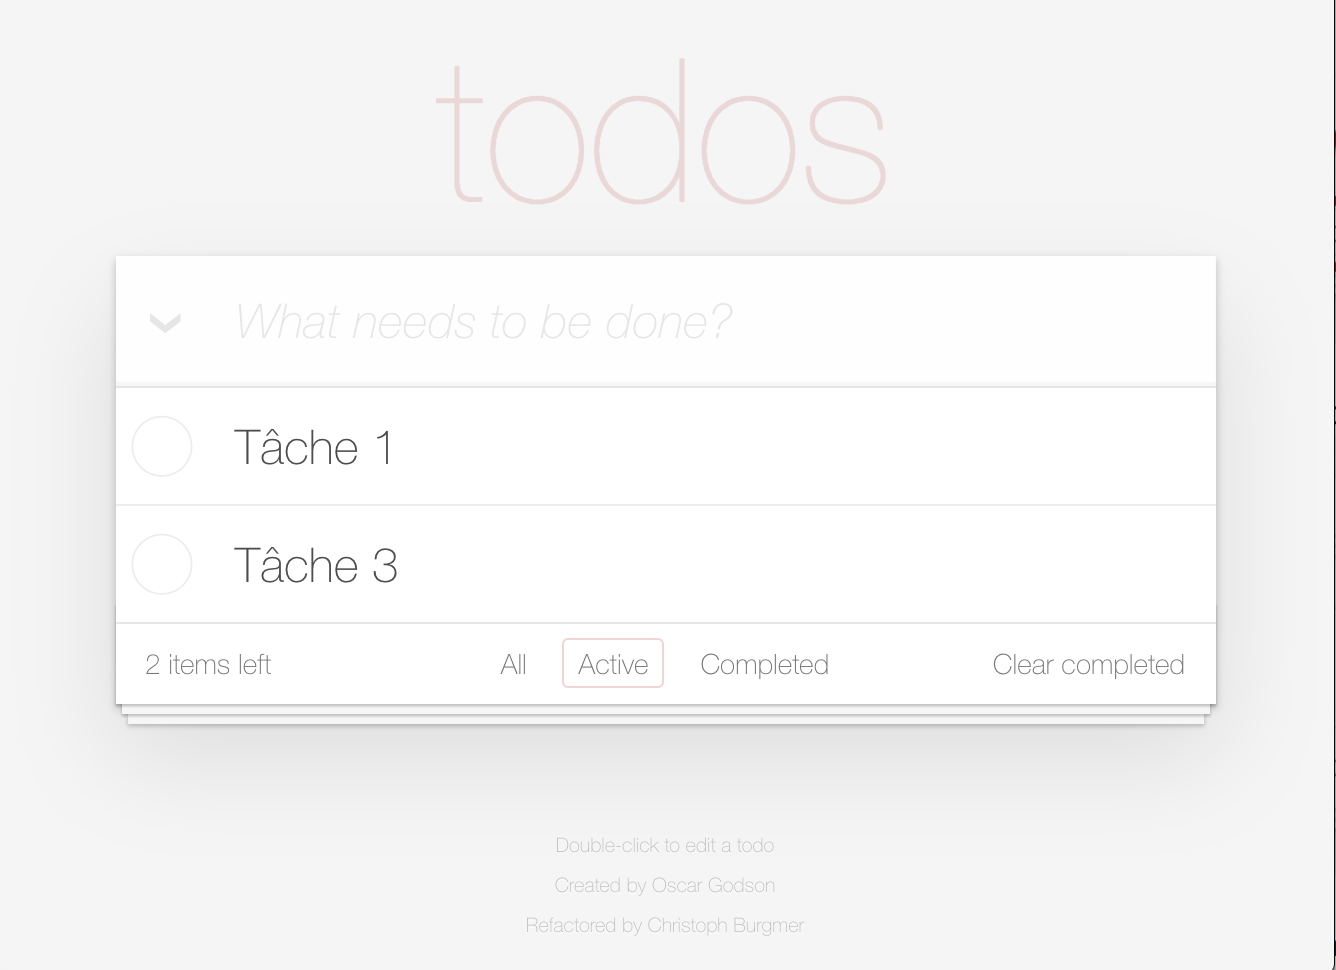 todos
What needs to be done?
Tâche 1
Tâche 3
2 items left All Active Completed Clear completed
Double-click to edit a todo
Created by Oscar Godson
Refactored by Christoph Burgmer